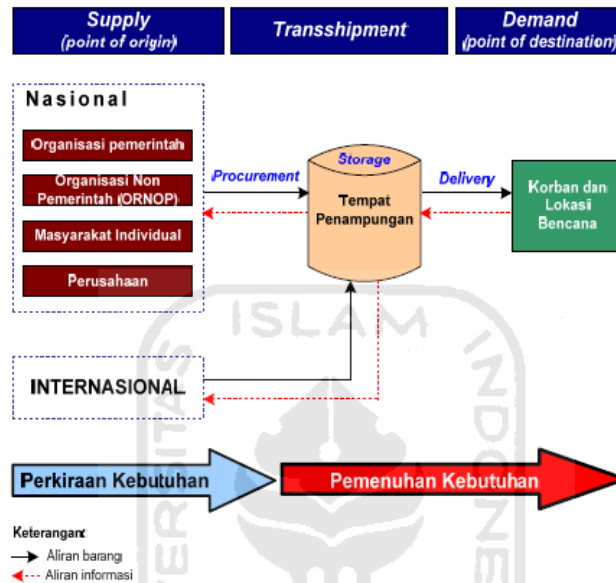 Supply
(point of origin)
Transshipment
Demand
(point of destination)
Nasional
Organisasi pemerintah
Organisasi Non
Pemerintah (ORNOP)
Masyarakat Individual
Perusahaan
Procurement
Storage
Tempat
Penampungan
Delivery
Korban dan
Lokasi
Bencana
INTERNASIONAL
ISLAM
UNIVERSITAS
INDONE
Perkiraan Kebutuhan
Pemenuhan Kebutuhan
Keterangan:
Aliran barang
Aliran informasi